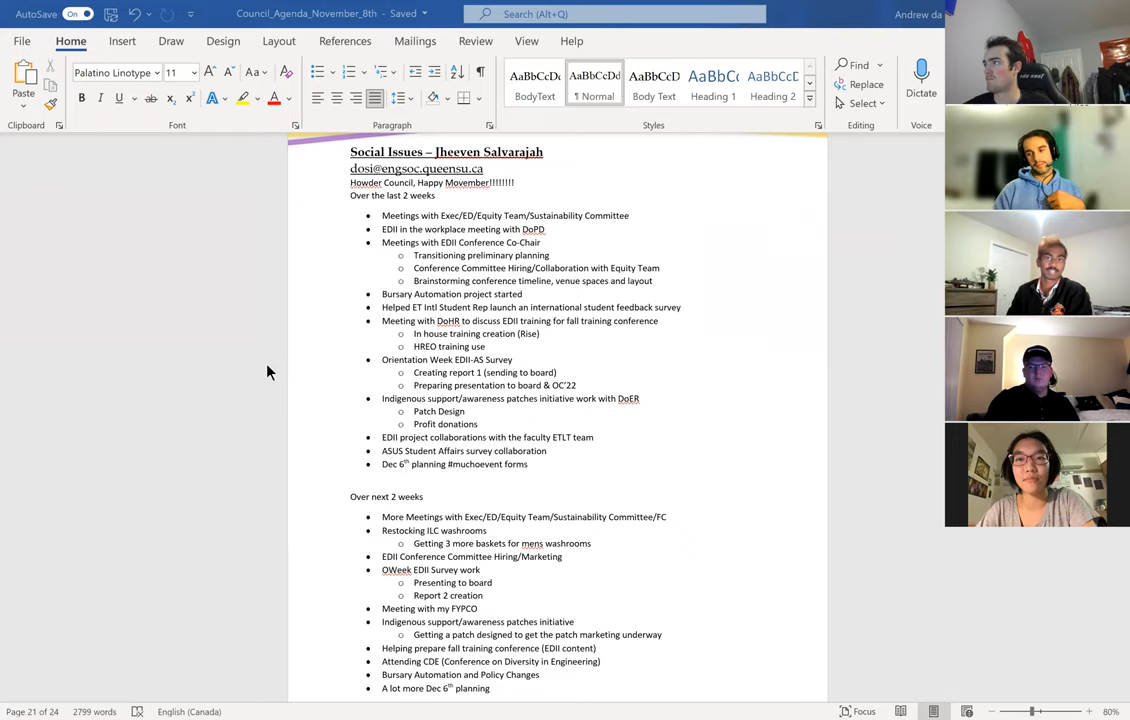 AutoSave On Council_Agenda_November_8th - Saved Search (Alt+Q) Andrew da
File Home Insert Draw Design Layout References Mailings Review View Help
Paste
Palatino Linotype 11 Aa
Find
Replace
Select
Dictate
AaBbCcDc AaBbCcDd AaBbCcD AaBbCc AaBbCcC
BodyText ¶ Normal Body Text Heading 1 Heading 2
Clipboard Font Paragraph Styles Editing Voice
Social Issues – Jheeven Salvarajah
dosi@engsoc.queensu.ca
Howder Council, Happy Movember!!!!!!!!
Over the last 2 weeks
Meetings with Exec/ED/Equity Team/Sustainability Committee
EDII in the workplace meeting with DoPD
Meetings with EDII Conference Co-Chair
Transitioning preliminary planning
Conference Committee Hiring/Collaboration with Equity Team
Brainstorming conference timeline, venue spaces and layout
Bursary Automation project started
Helped ET Intl Student Rep launch an international student feedback survey
Meeting with DoHR to discuss EDII training for fall training conference
In house training creation (Rise)
HREO training use
Orientation Week EDII-AS Survey
Creating report 1 (sending to board)
Preparing presentation to board & OC'22
Indigenous support/awareness patches initiative work with DoER
Patch Design
Profit donations
EDII project collaborations with the faculty ETLT team
ASUS Student Affairs survey collaboration
Dec 6th planning #muchoevent forms
Over next 2 weeks
More Meetings with Exec/ED/Equity Team/Sustainability Committee/FC
Restocking ILC washrooms
Getting 3 more baskets for mens washrooms
EDII Conference Committee Hiring/Marketing
OWeek EDII Survey work
Presenting to board
Report 2 creation
Meeting with my FYPCO
Indigenous support/awareness patches initiative
Getting a patch designed to get the patch marketing underway
Helping prepare fall training conference (EDII content)
Attending CDE (Conference on Diversity in Engineering)
Bursary Automation and Policy Changes
A lot more Dec 6th planning
Page 21 of 24 2799 words English (Canada) Focus 80%